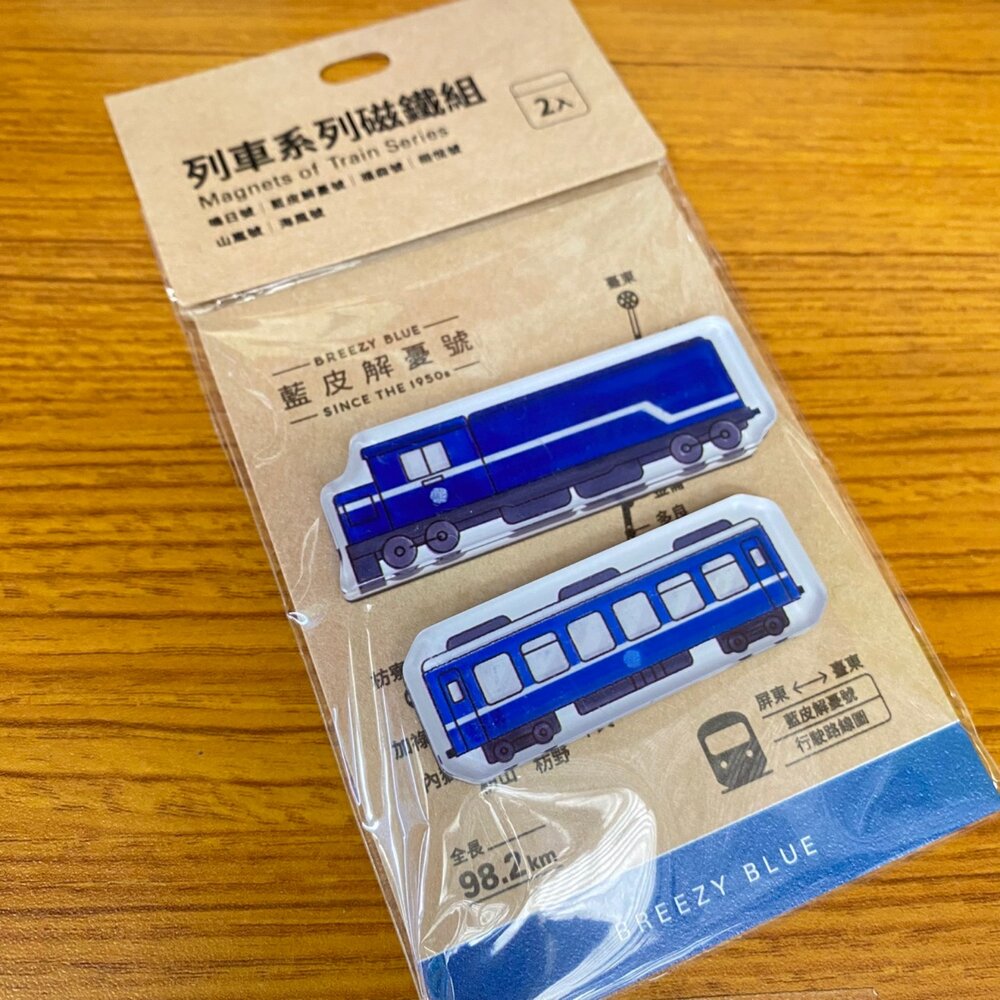 列車系列磁鐵組
2入
Magnets of Train Series
鳴日號｜藍皮解憂號｜環島號｜栩悅號
山嵐號｜海風號
臺東
BREEZY BLUE
藍皮解憂號
SINCE THE 1950s
多良
枋寮
加祿
內獅
枋山 枋野
屏東 ⟷ 臺東
藍皮解憂號
行駛路線圖
全長
98.2km
BREEZY BLUE